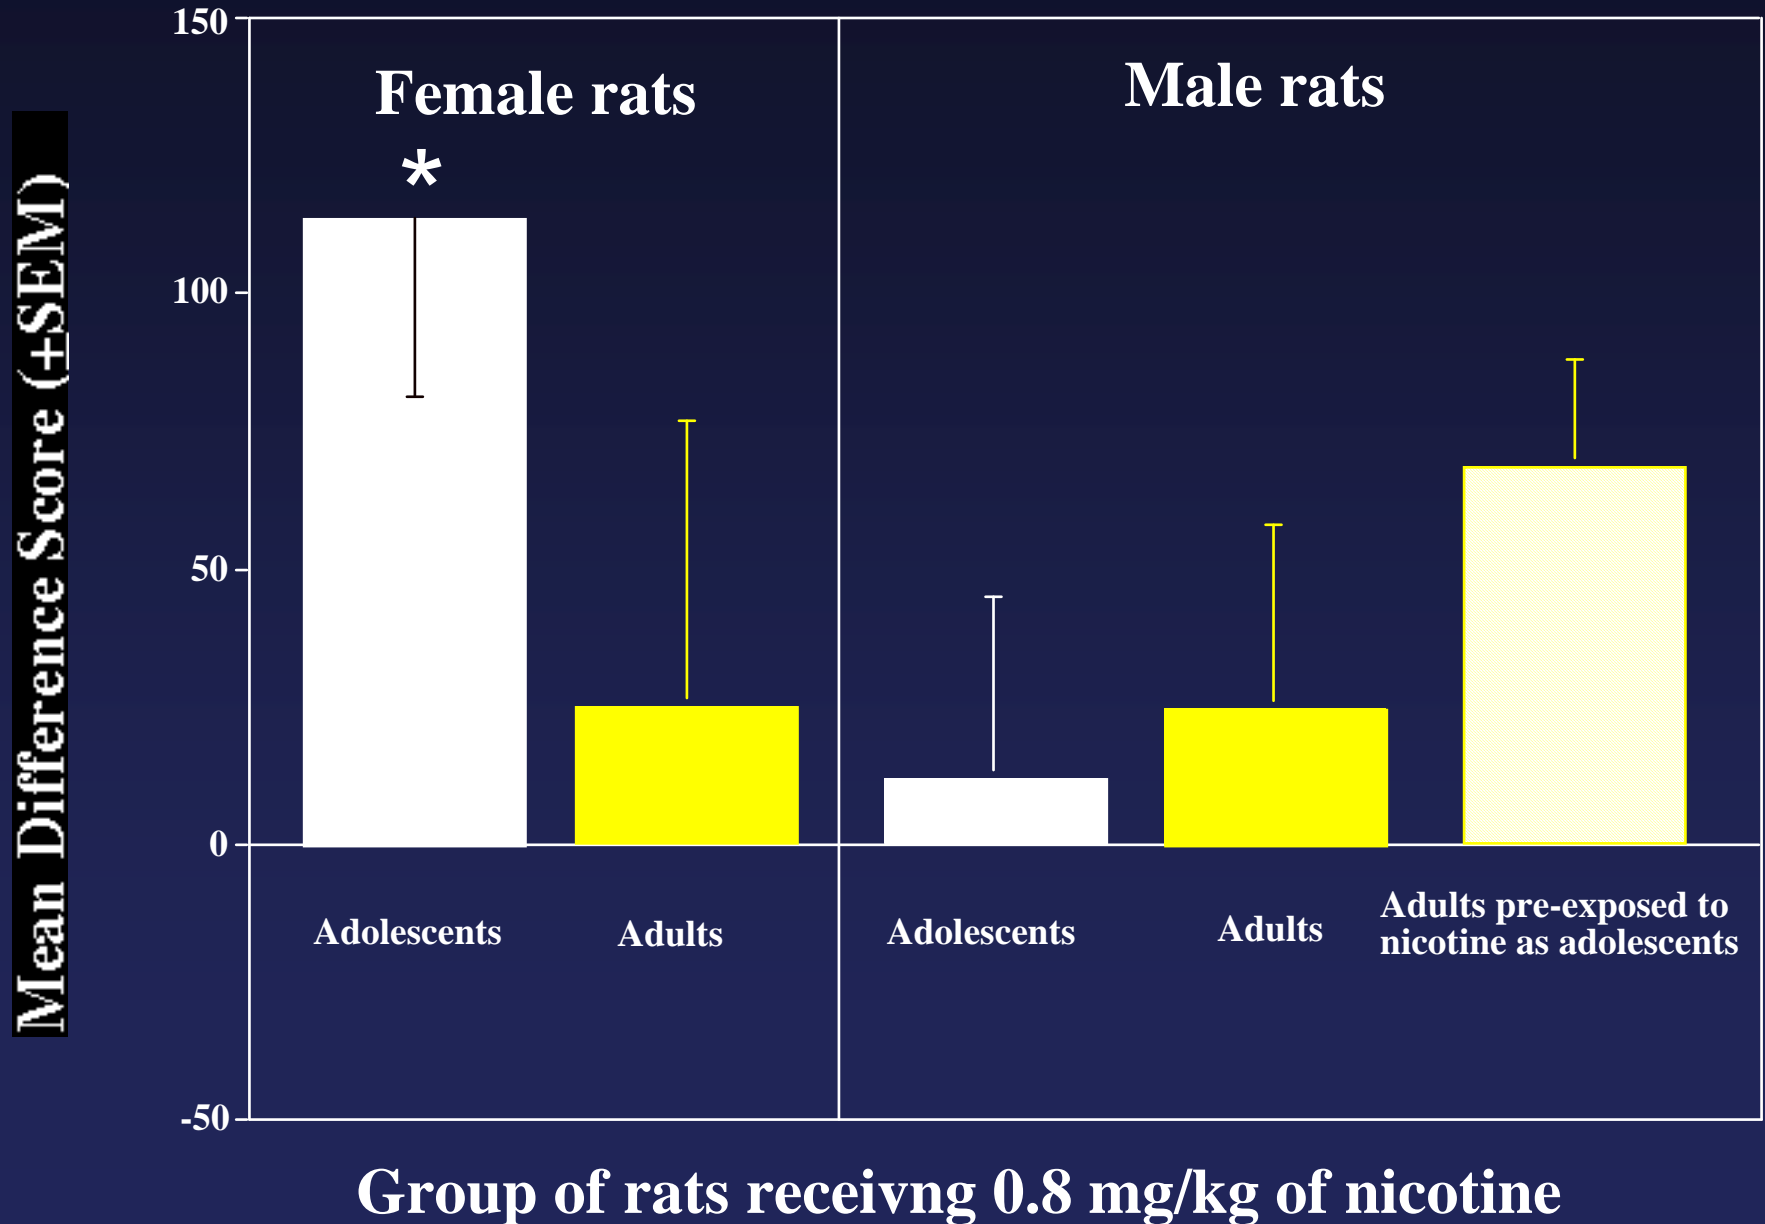 150
Female rats
Male rats
*
100
50
0
-50
Mean Difference Score (±SEM)
Adolescents
Adults
Adolescents
Adults
Adults pre-exposed to
nicotine as adolescents
Group of rats receivng 0.8 mg/kg of nicotine